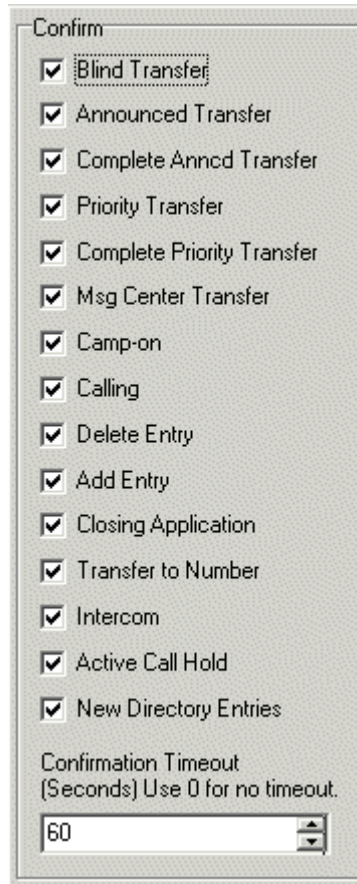 Confirm
Blind Transfer
Announced Transfer
Complete Anncd Transfer
Priority Transfer
Complete Priority Transfer
Msg Center Transfer
Camp-on
Calling
Delete Entry
Add Entry
Closing Application
Transfer to Number
Intercom
Active Call Hold
New Directory Entries
Confirmation Timeout
(Seconds) Use 0 for no timeout.
60